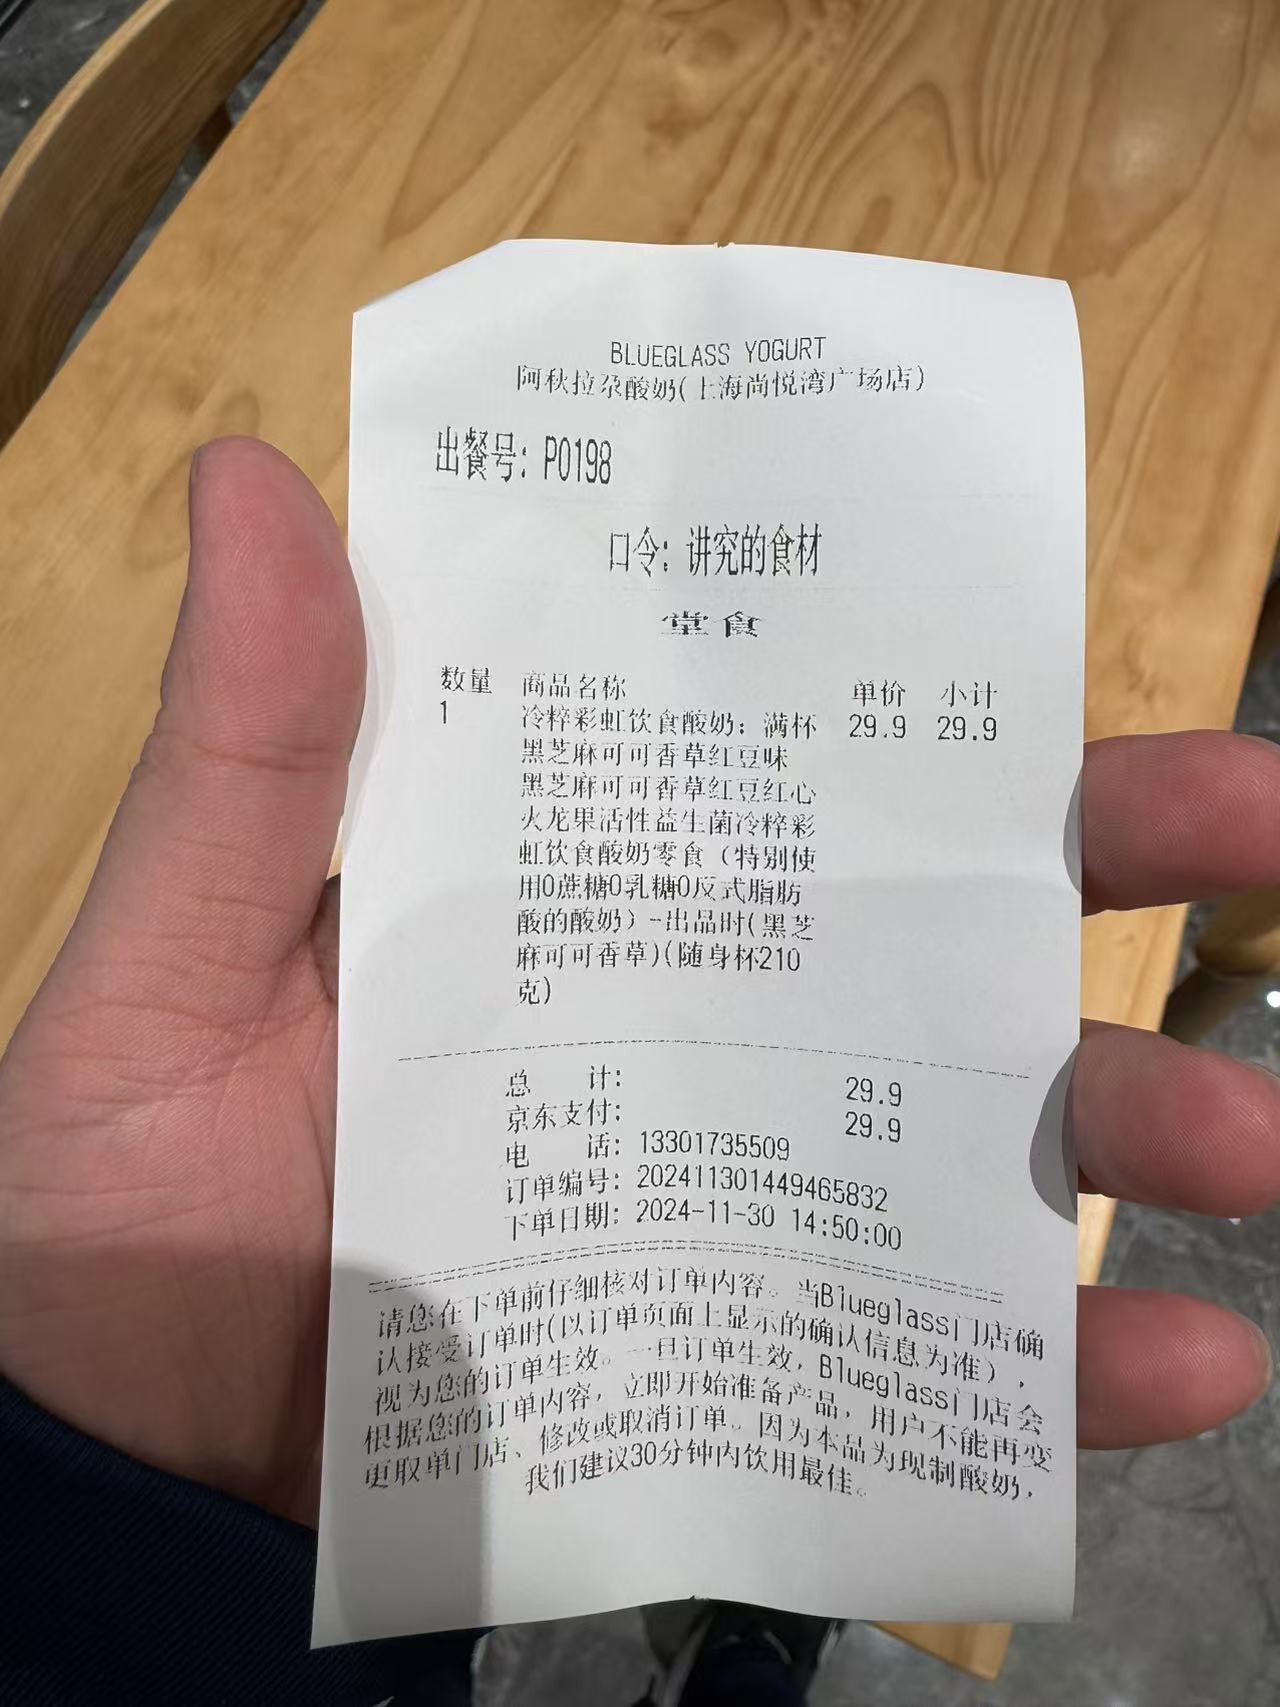 BLUEGLASS YOGURT
阿秋拉尕酸奶(上海尚悦湾广场店)
出餐号: P0198
口令: 讲究的食材
堂食
数量 商品名称 单价 小计
1 冷粹彩虹饮食酸奶: 满杯 29.9 29.9
黑芝麻可可香草红豆味
黑芝麻可可香草红豆红心
火龙果活性益生菌冷粹彩
虹饮食酸奶零食 (特别使
用0蔗糖0乳糖0反式脂肪
酸的酸奶) -出品时(黑芝
麻可可香草)(随身杯210
克)
总 计: 29.9
京东支付: 29.9
电 话: 13301735509
订单编号: 202411301449465832
下单日期: 2024-11-30 14:50:00
请您在下单前仔细核对订单内容。当Blueglass门店确
认接受订单时(以订单页面上显示的确认信息为准),
视为您的订单生效。一旦订单生效, Blueglass门店会
根据您的订单内容, 立即开始准备产品, 用户不能再变
更取单门店、修改或取消订单。因为本品为现制酸奶,
我们建议30分钟内饮用最佳。